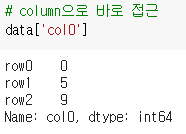 # column으로 바로 접근
data['col0']
row0    0
row1    5
row2    9
Name: col0, dtype: int64